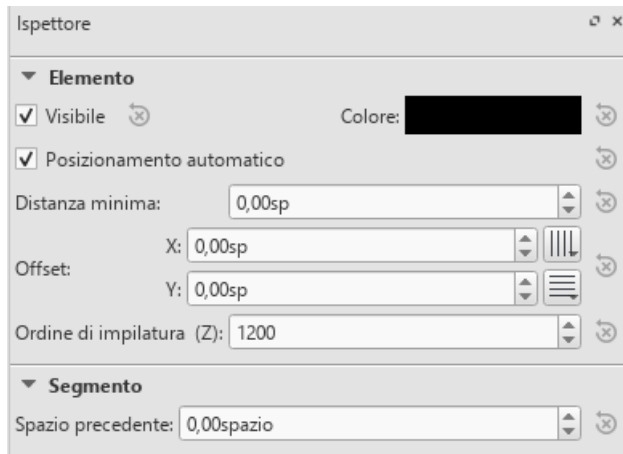 Ispettore
Elemento
Visibile Colore:
Posizionamento automatico
Distanza minima: 0,00sp
X: 0,00sp
Offset:
Y: 0,00sp
Ordine di impilatura (Z): 1200
Segmento
Spazio precedente: 0,00spazio